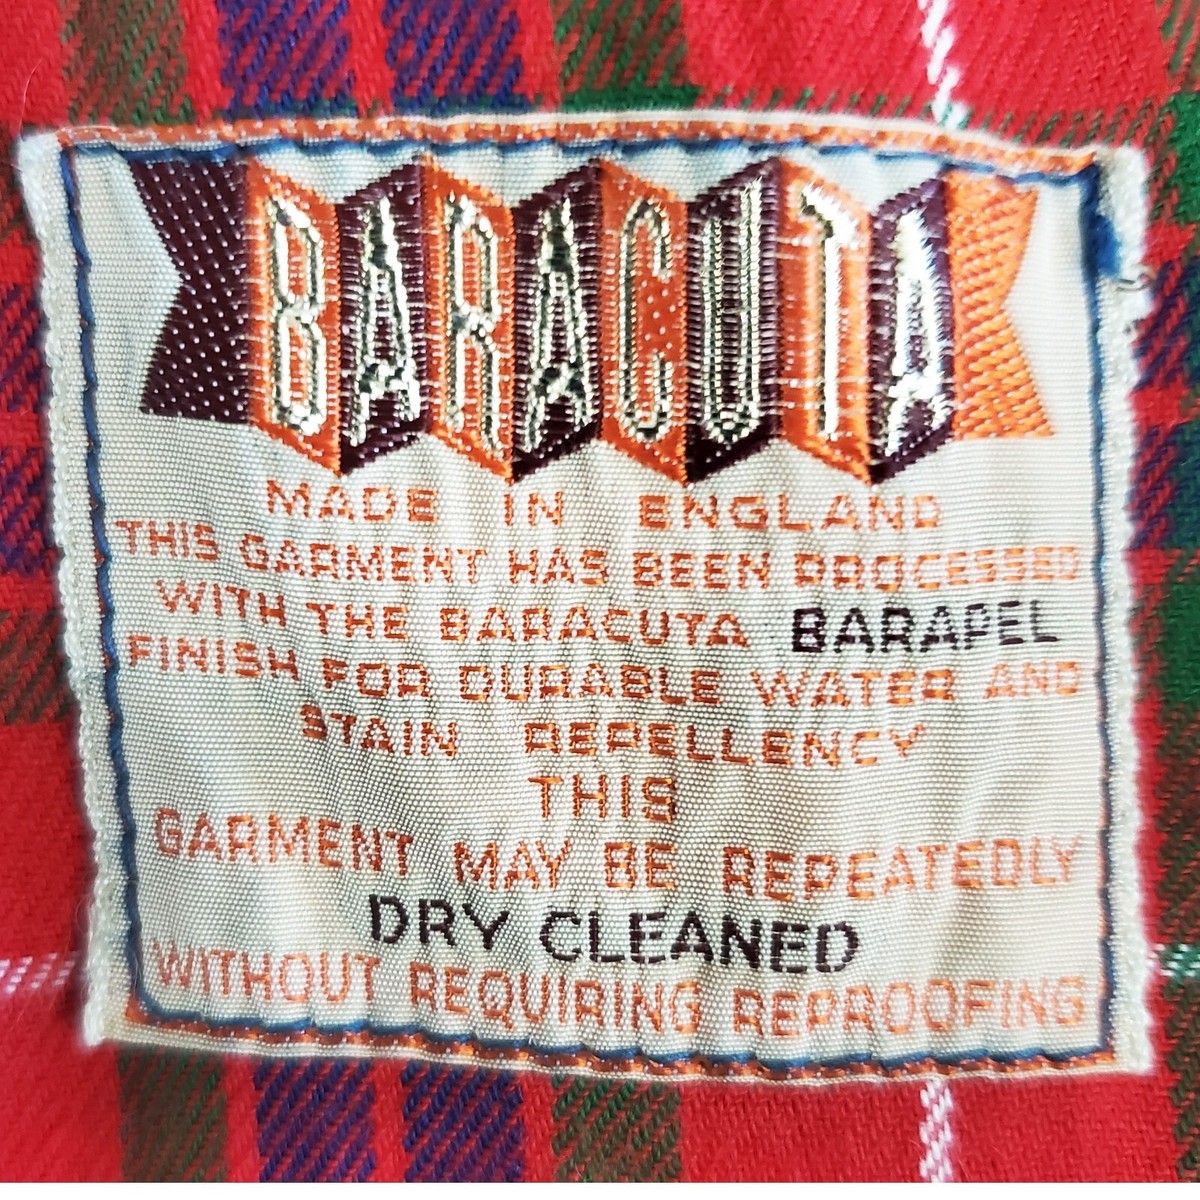 BARACUTA
MADE IN ENGLAND
THIS GARMENT HAS BEEN PROCESSED
WITH THE BARACUTA BARAPEL
FINISH FOR DURABLE WATER AND
STAIN REPELLENCY
THIS
GARMENT MAY BE REPEATEDLY
DRY CLEANED
WITHOUT REQUIRING REPROOFING